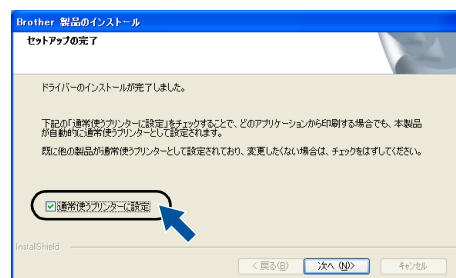 Brother 製品のインストール
セットアップの完了
ドライバーのインストールが完了しました。
下記の「通常使うプリンターに設定」をチェックすることで、どのアプリケーションから印刷する場合でも、本製品
が自動的に通常使うプリンターとして設定されます。
既に他の製品が通常使うプリンターとして設定されており、変更したくない場合は、チェックをはずしてください。
通常使うプリンターに設定
InstallShield
< 戻る(B)
次へ (N)>
キャンセル